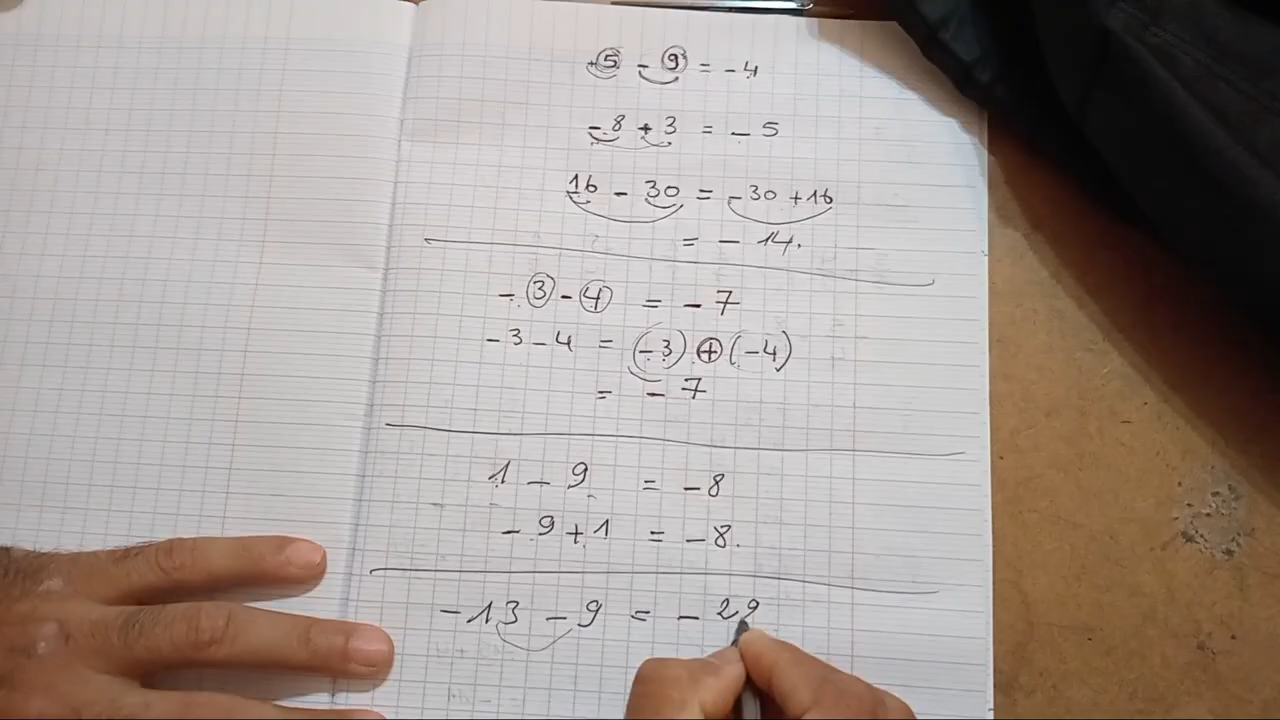 +5 - 9 = -4
-8 + 3 = -5
16 - 30 = -30 + 16
= -14.
-3 - 4 = -7
-3 - 4 = (-3) + (-4)
= -7
1 - 9 = -8
-9 + 1 = -8.
-13 - 9 = -2